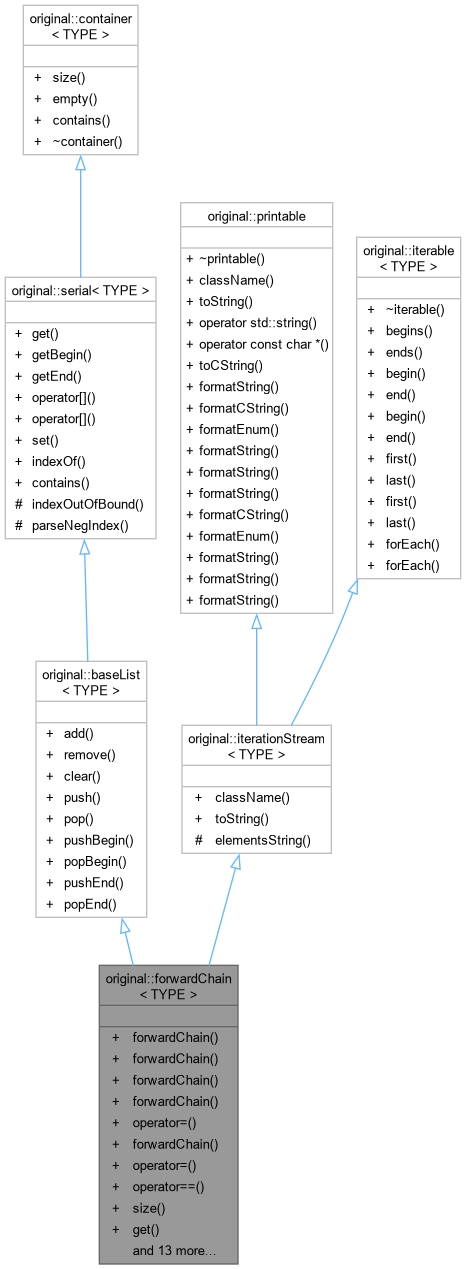 original::container
< TYPE >
+ size()
+ empty()
+ contains()
+ ~container()
original::serial< TYPE >
+ get()
+ getBegin()
+ getEnd()
+ operator[]()
+ operator[]()
+ set()
+ indexOf()
+ contains()
# indexOutOfBound()
# parseNegIndex()
original::printable
+ ~printable()
+ className()
+ toString()
+ operator std::string()
+ operator const char *()
+ toCString()
+ formatString()
+ formatCString()
+ formatEnum()
+ formatString()
+ formatString()
+ formatString()
+ formatCString()
+ formatEnum()
+ formatString()
+ formatString()
+ formatString()
original::iterable
< TYPE >
+ ~iterable()
+ begins()
+ ends()
+ begin()
+ end()
+ begin()
+ end()
+ first()
+ last()
+ first()
+ last()
+ forEach()
+ forEach()
original::baseList
< TYPE >
+ add()
+ remove()
+ clear()
+ push()
+ pop()
+ pushBegin()
+ popBegin()
+ pushEnd()
+ popEnd()
original::iterationStream
< TYPE >
+ className()
+ toString()
# elementsString()
original::forwardChain
< TYPE >
+ forwardChain()
+ forwardChain()
+ forwardChain()
+ forwardChain()
+ operator=()
+ forwardChain()
+ operator=()
+ operator==()
+ size()
+ get()
and 13 more...